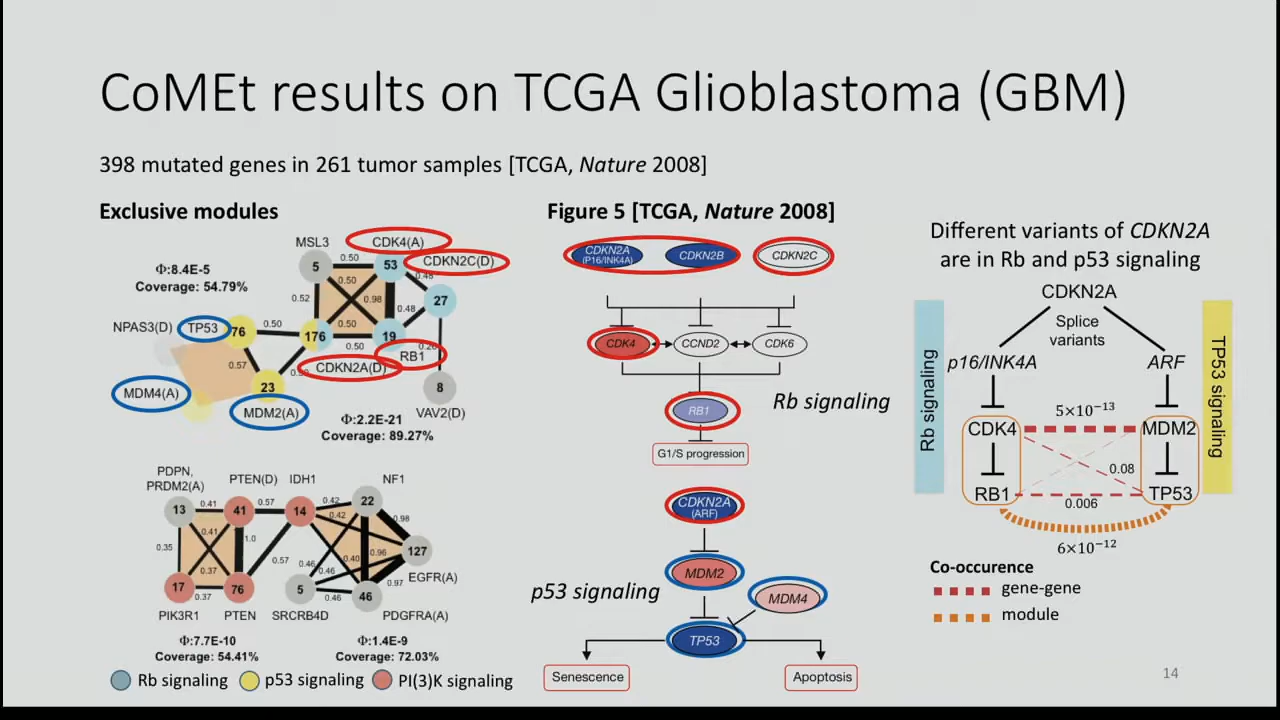 CoMEt results on TCGA Glioblastoma (GBM)
398 mutated genes in 261 tumor samples [TCGA, Nature 2008]
Exclusive modules
MSL3
CDK4(A)
CDKN2C(D)
Φ:8.4E-5
Coverage: 54.79%
5
0.50
53
0.48
0.50
0.52
0.98
0.48
27
NPAS3(D)
TP53
76
0.50
176
0.50
19
0.50
RB1
0.57
CDKN2A(D)
23
8
MDM4(A)
MDM2(A)
VAV2(D)
Φ:2.2E-21
Coverage: 89.27%
PDPN,
PRDM2(A)
PTEN(D)
IDH1
NF1
13
0.41
41
0.57
14
0.42
22
0.42
0.98
0.41
1.0
0.35
0.37
0.57
0.46
0.46
0.40
0.96
127
EGFR(A)
17
0.37
76
5
0.46
46
0.97
PIK3R1
PTEN
SRCRB4D
PDGFRA(A)
Φ:7.7E-10
Coverage: 54.41%
Φ:1.4E-9
Coverage: 72.03%
Rb signaling
p53 signaling
PI(3)K signaling
Figure 5 [TCGA, Nature 2008]
CDKN2A
(P16/INK4A)
CDKN2B
CDKN2C
CDK4
CCND2
CDK6
RB1
Rb signaling
G1/S progression
CDKN2A
(ARF)
MDM2
p53 signaling
MDM4
TP53
Senescence
Apoptosis
Different variants of CDKN2A
are in Rb and p53 signaling
CDKN2A
Splice
variants
p16/INK4A
ARF
Rb signaling
TP53 signaling
5×10⁻¹³
CDK4
MDM2
0.08
RB1
TP53
0.006
6×10⁻¹²
Co-occurence
gene-gene
module
14